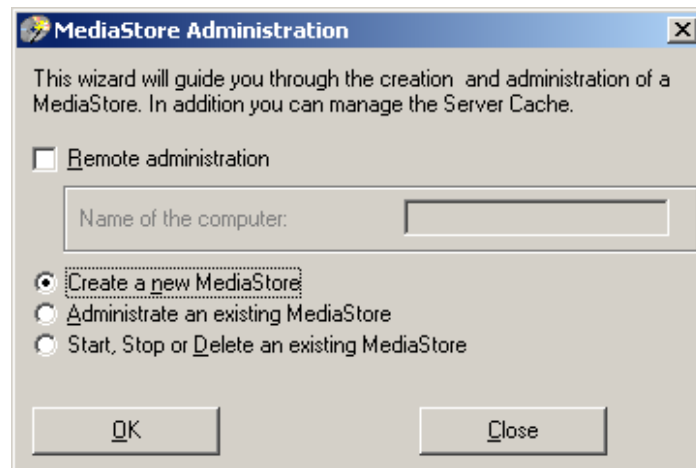 MediaStore Administration
This wizard will guide you through the creation  and administration of a
MediaStore. In addition you can manage the Server Cache.
Remote administration
Name of the computer:
Create a new MediaStore
Administrate an existing MediaStore
Start, Stop or Delete an existing MediaStore
OK Close